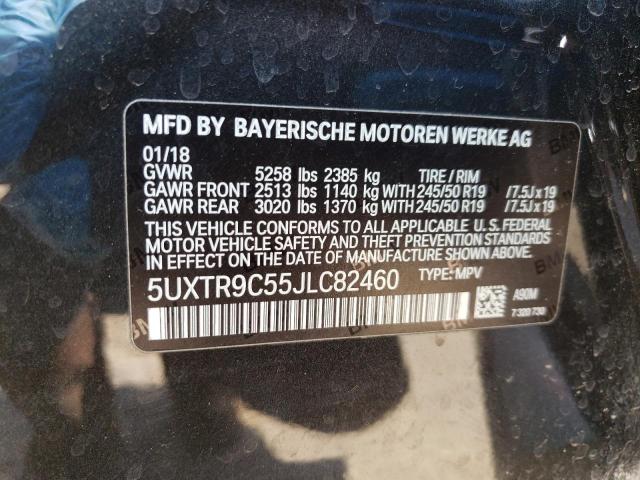 MFD BY BAYERISCHE MOTOREN WERKE AG
01/18
GVWR 5258 lbs 2385 kg TIRE / RIM
GAWR FRONT 2513 lbs 1140 kg WITH 245/50 R19 /7.5J x 19
GAWR REAR 3020 lbs 1370 kg WITH 245/50 R19 /7.5J x 19
THIS VEHICLE CONFORMS TO ALL APPLICABLE U. S. FEDERAL
MOTOR VEHICLE SAFETY AND THEFT PREVENTION STANDARDS
IN EFFECT ON THE DATE OF MANUFACTURE SHOWN ABOVE.
5UXTR9C55JLC82460 TYPE: MPV
A90M
7 320 730